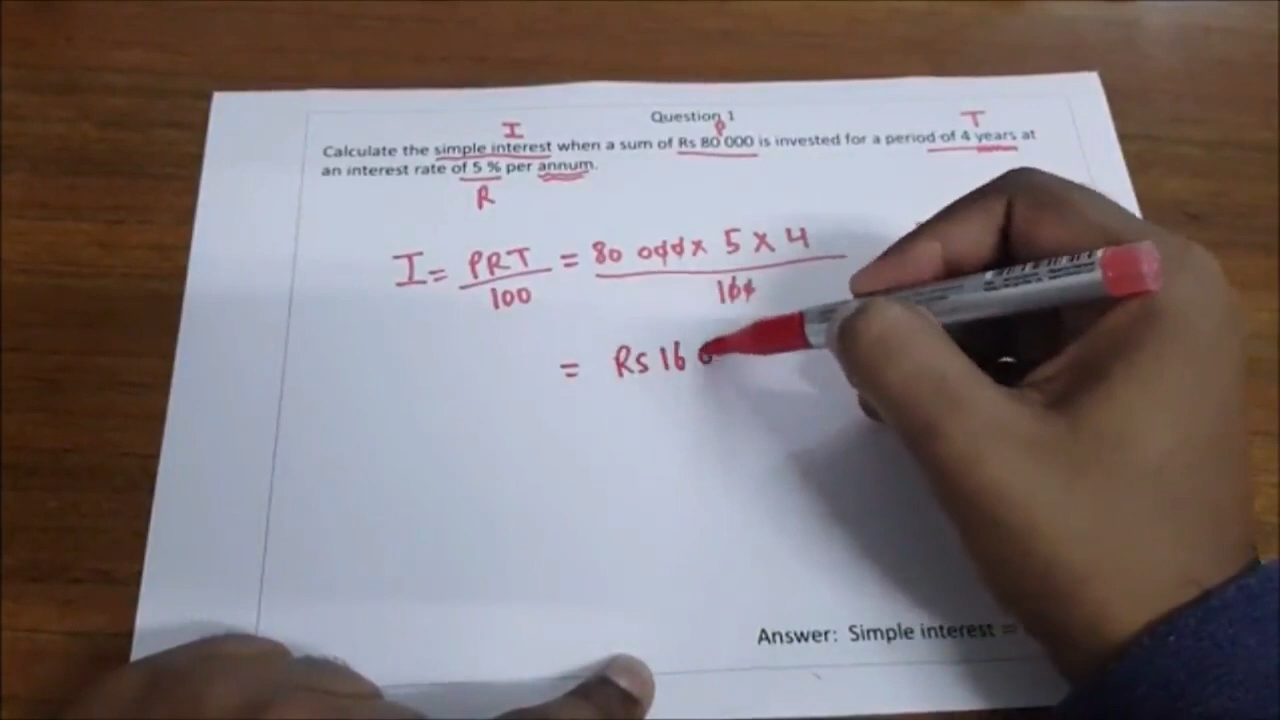 Question 1
I P T
Calculate the simple interest when a sum of Rs 80 000 is invested for a period of 4 years at
an interest rate of 5 % per annum.
R
I = PRT/100 = 80 000 x 5 x 4/100
= Rs 16 0
Answer: Simple interest =